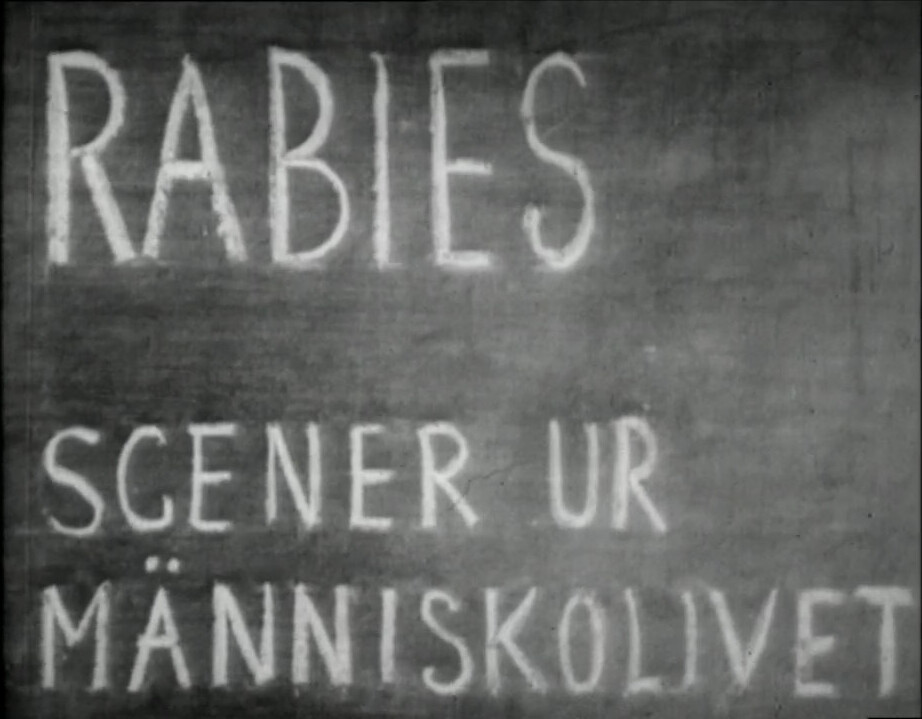 RABIES
SCENER UR
MÄNNISKOLIVET